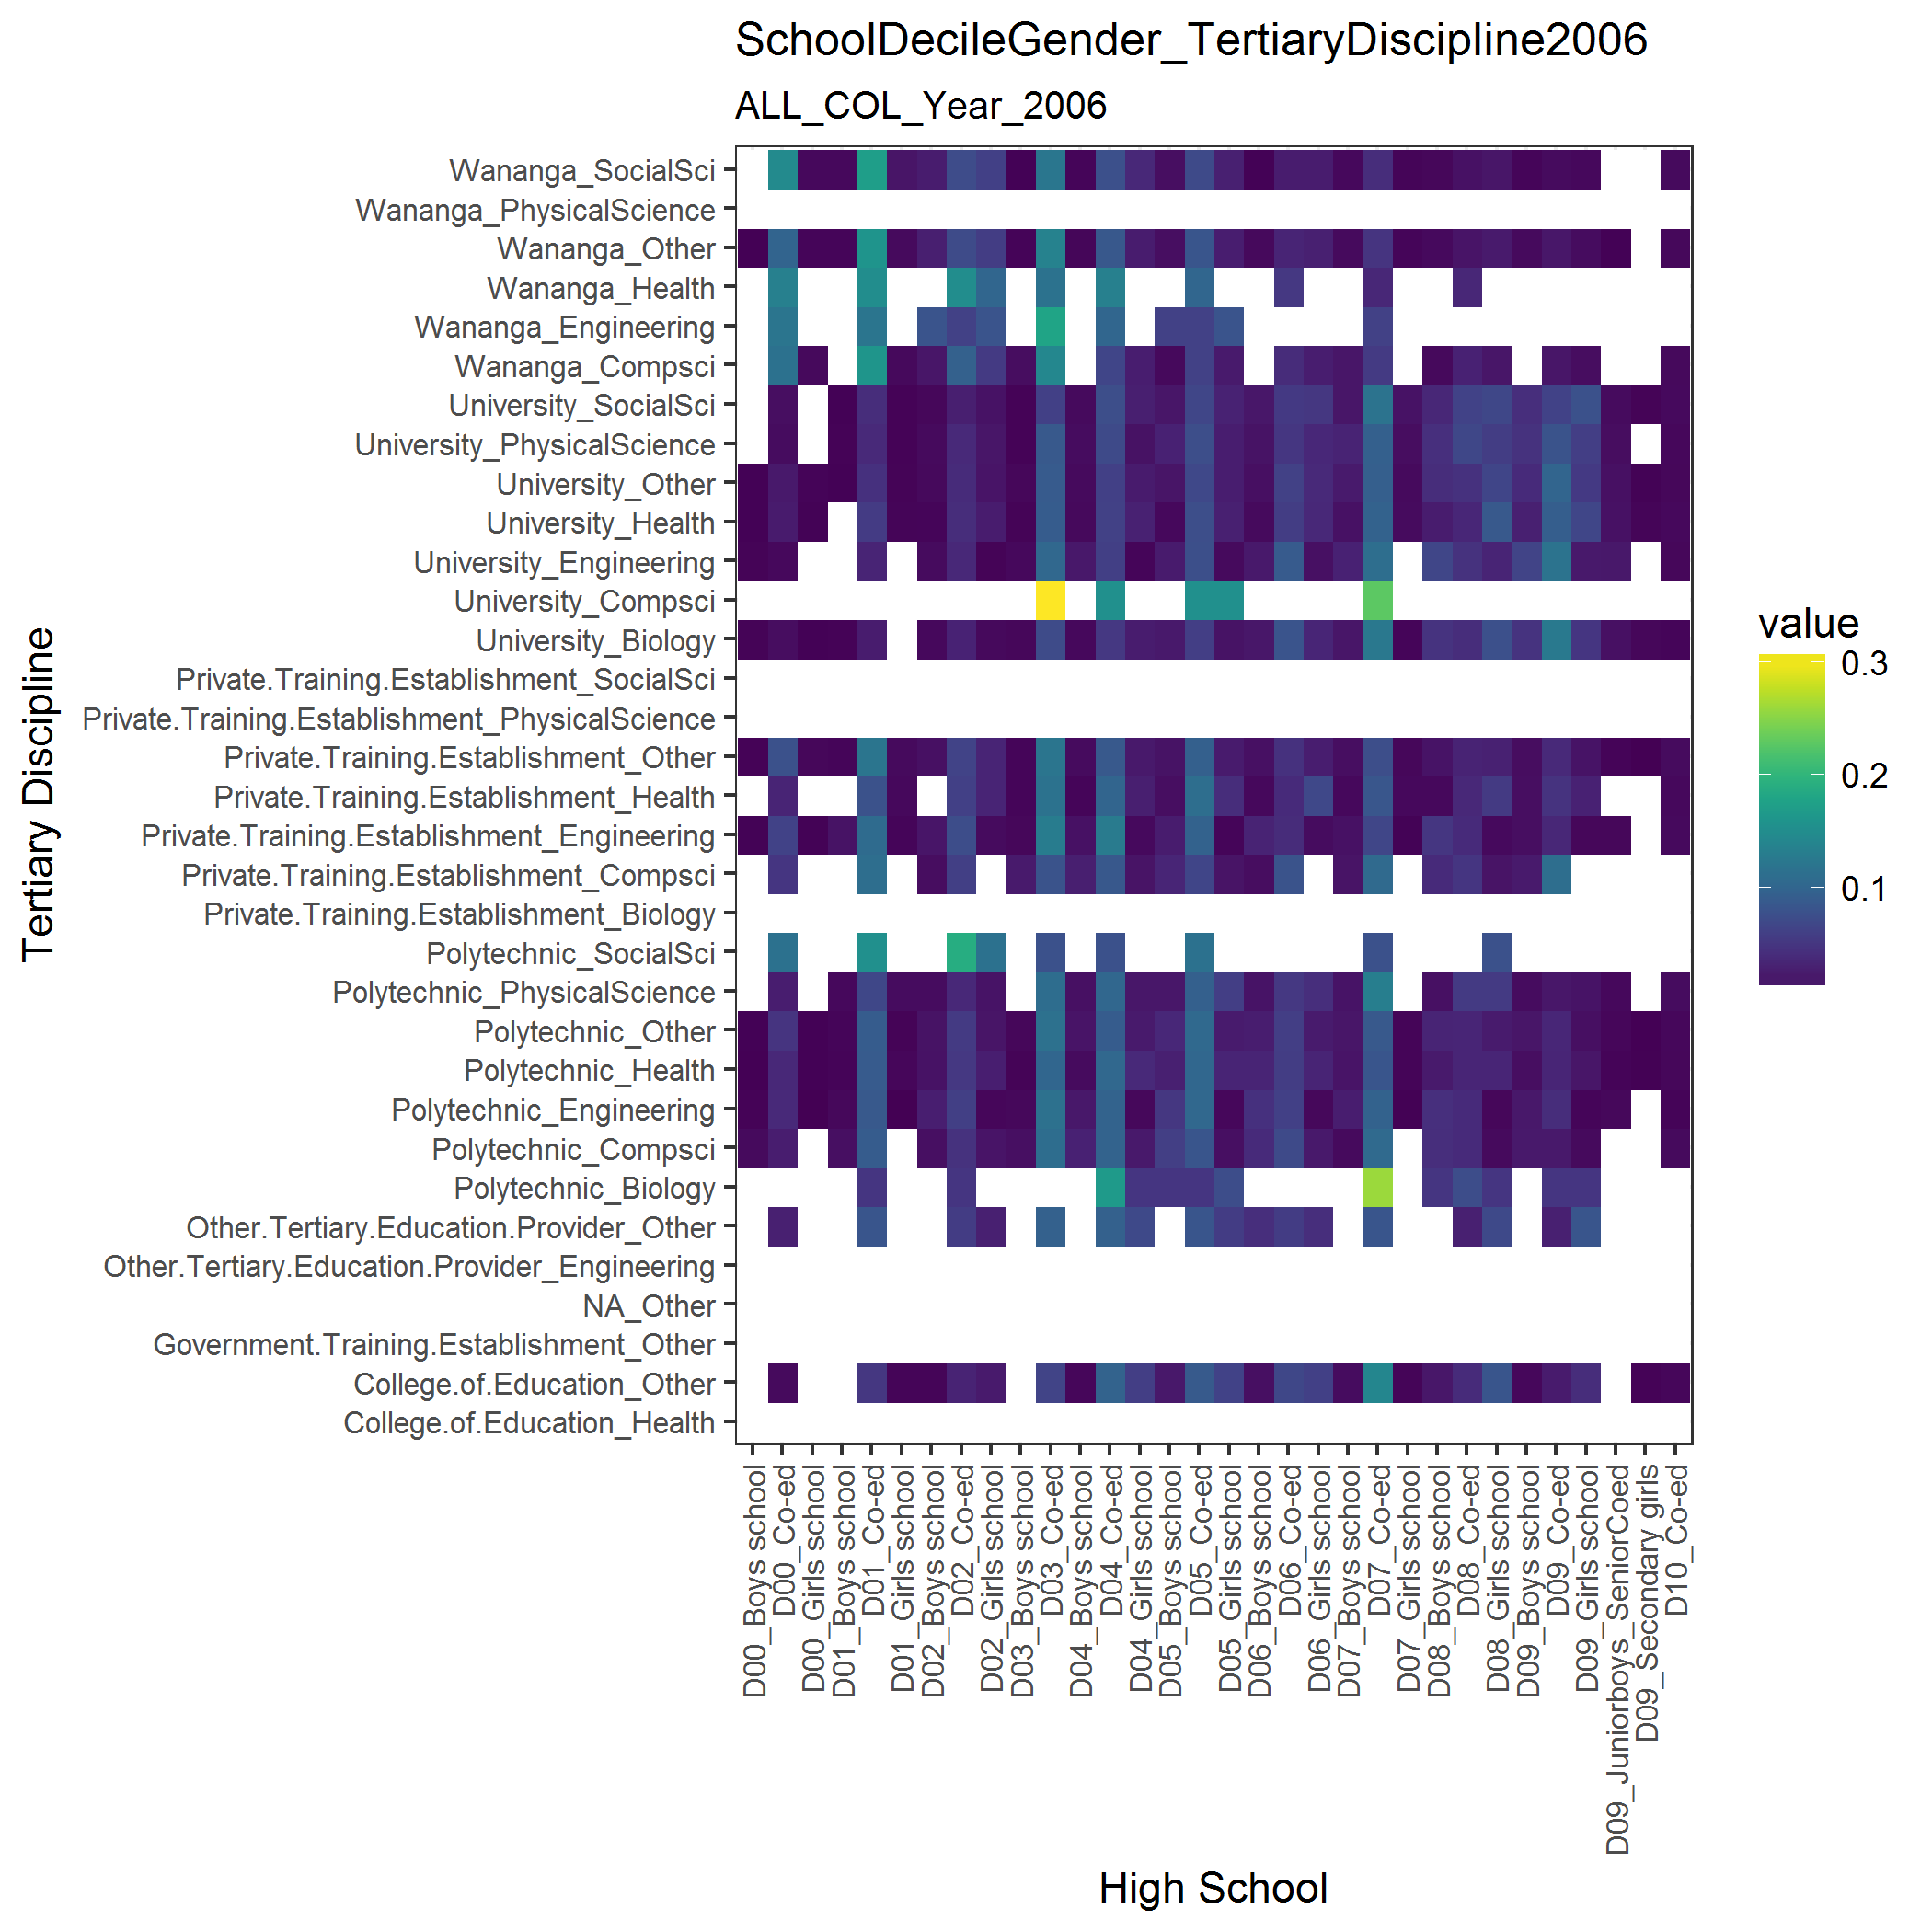 SchoolDecileGender_TertiaryDiscipline2006
ALL_COL_Year_2006
Tertiary Discipline
Wananga_SocialSci
Wananga_PhysicalScience
Wananga_Other
Wananga_Health
Wananga_Engineering
Wananga_Compsci
University_SocialSci
University_PhysicalScience
University_Other
University_Health
University_Engineering
University_Compsci
University_Biology
Private.Training.Establishment_SocialSci
Private.Training.Establishment_PhysicalScience
Private.Training.Establishment_Other
Private.Training.Establishment_Health
Private.Training.Establishment_Engineering
Private.Training.Establishment_Compsci
Private.Training.Establishment_Biology
Polytechnic_SocialSci
Polytechnic_PhysicalScience
Polytechnic_Other
Polytechnic_Health
Polytechnic_Engineering
Polytechnic_Compsci
Polytechnic_Biology
Other.Tertiary.Education.Provider_Other
Other.Tertiary.Education.Provider_Engineering
NA_Other
Government.Training.Establishment_Other
College.of.Education_Other
College.of.Education_Health
D00_Boys school
D00_Co-ed
D00_Girls school
D01_Boys school
D01_Co-ed
D01_Girls school
D02_Boys school
D02_Co-ed
D02_Girls school
D03_Boys school
D03_Co-ed
D04_Boys school
D04_Co-ed
D04_Girls school
D05_Boys school
D05_Co-ed
D05_Girls school
D06_Boys school
D06_Co-ed
D06_Girls school
D07_Boys school
D07_Co-ed
D07_Girls school
D08_Boys school
D08_Co-ed
D08_Girls school
D09_Boys school
D09_Co-ed
D09_Girls school
D09_Juniorboys_SeniorCoed
D09_Secondary girls
D10_Co-ed
High School
value
0.3
0.2
0.1